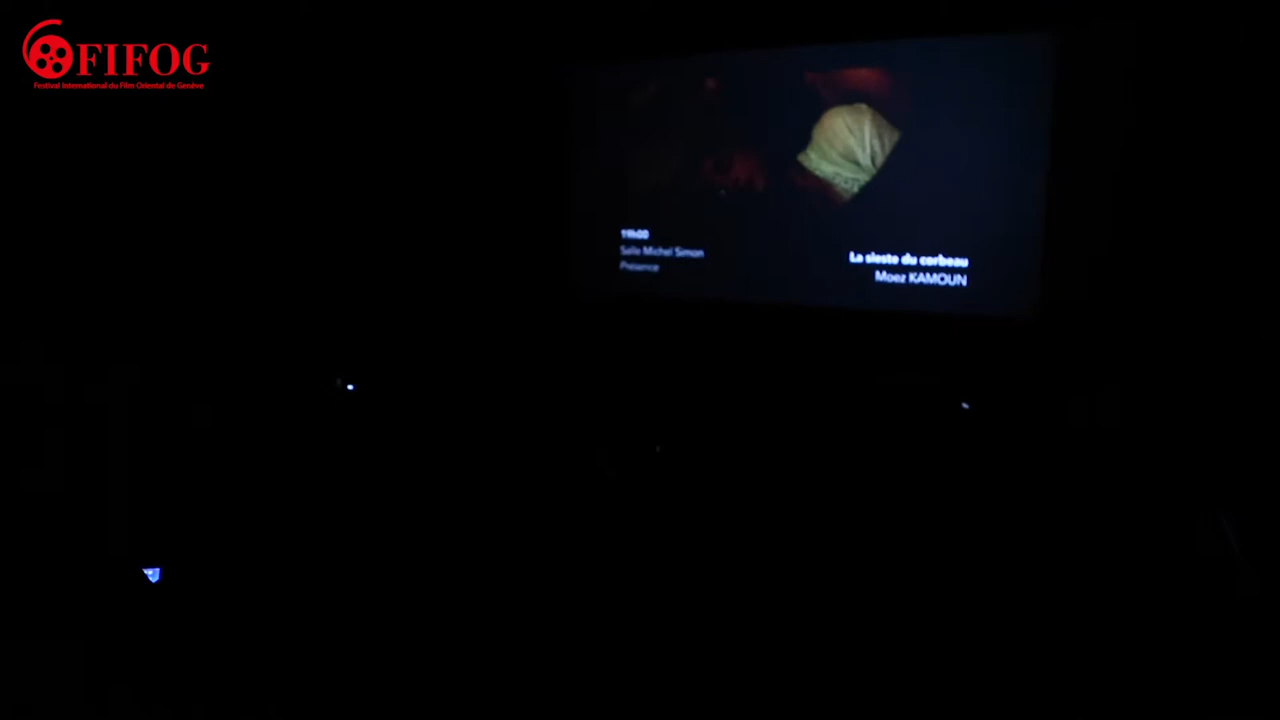 FIFOG
Festival International du Film Oriental de Genève
19h00
Salle Michel Simon
Présence
La sieste du corbeau
Moez KAMOUN